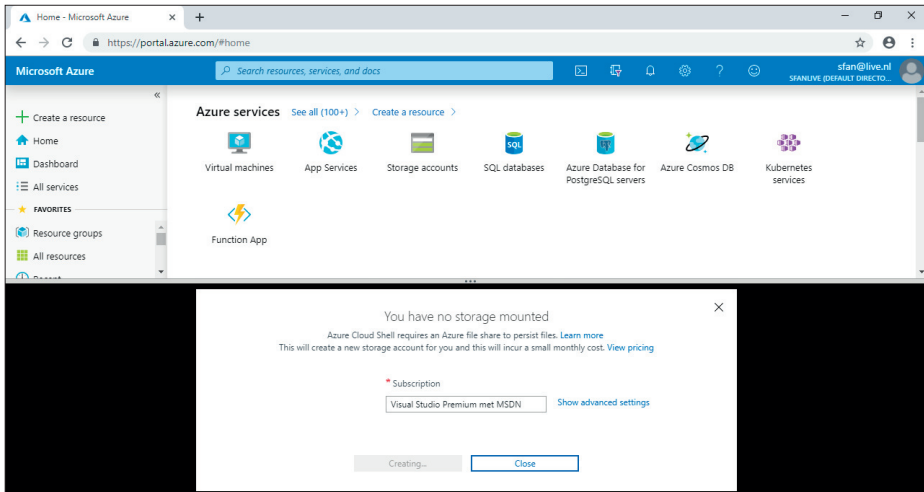 Home - Microsoft Azure
https://portal.azure.com/#home
Microsoft Azure
Search resources, services, and docs
sfan@live.nl
SFANLIVE (DEFAULT DIRECTO...
Create a resource
Home
Dashboard
All services
FAVORITES
Resource groups
All resources
Recent
Azure services See all (100+) > Create a resource >
Virtual machines
App Services
Storage accounts
SQL
SQL databases
Azure Database for
PostgreSQL servers
Azure Cosmos DB
Kubernetes
services
Function App
You have no storage mounted
Azure Cloud Shell requires an Azure file share to persist files. Learn more
This will create a new storage account for you and this will incur a small monthly cost. View pricing
* Subscription
Visual Studio Premium met MSDN
Show advanced settings
Creating...
Close